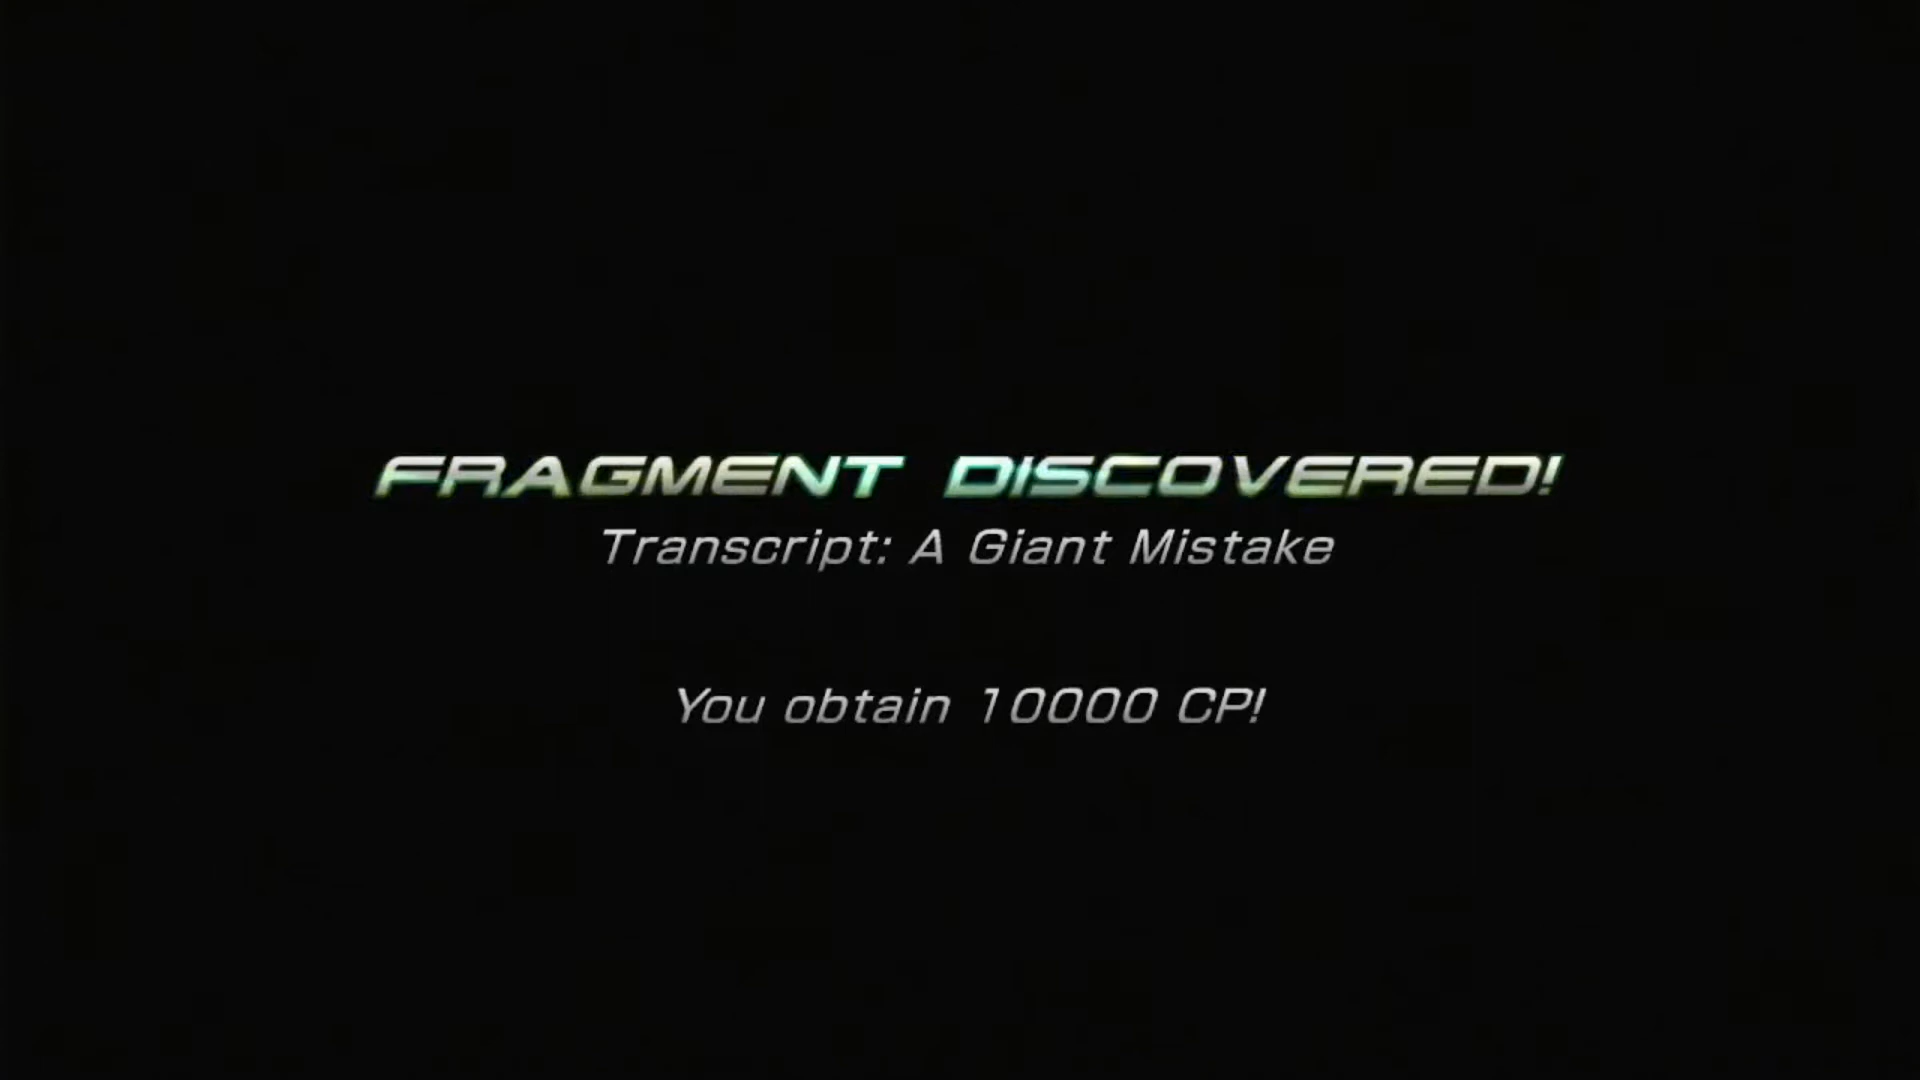 FRAGMENT DISCOVERED!
Transcript: A Giant Mistake
You obtain 10000 CP!